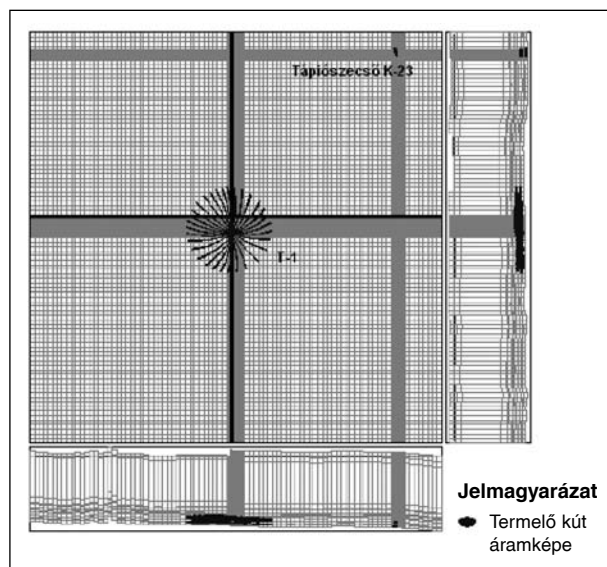 Tápiószecső K-23
T-1
Jelmagyarázat
Termelő kút
áramképe